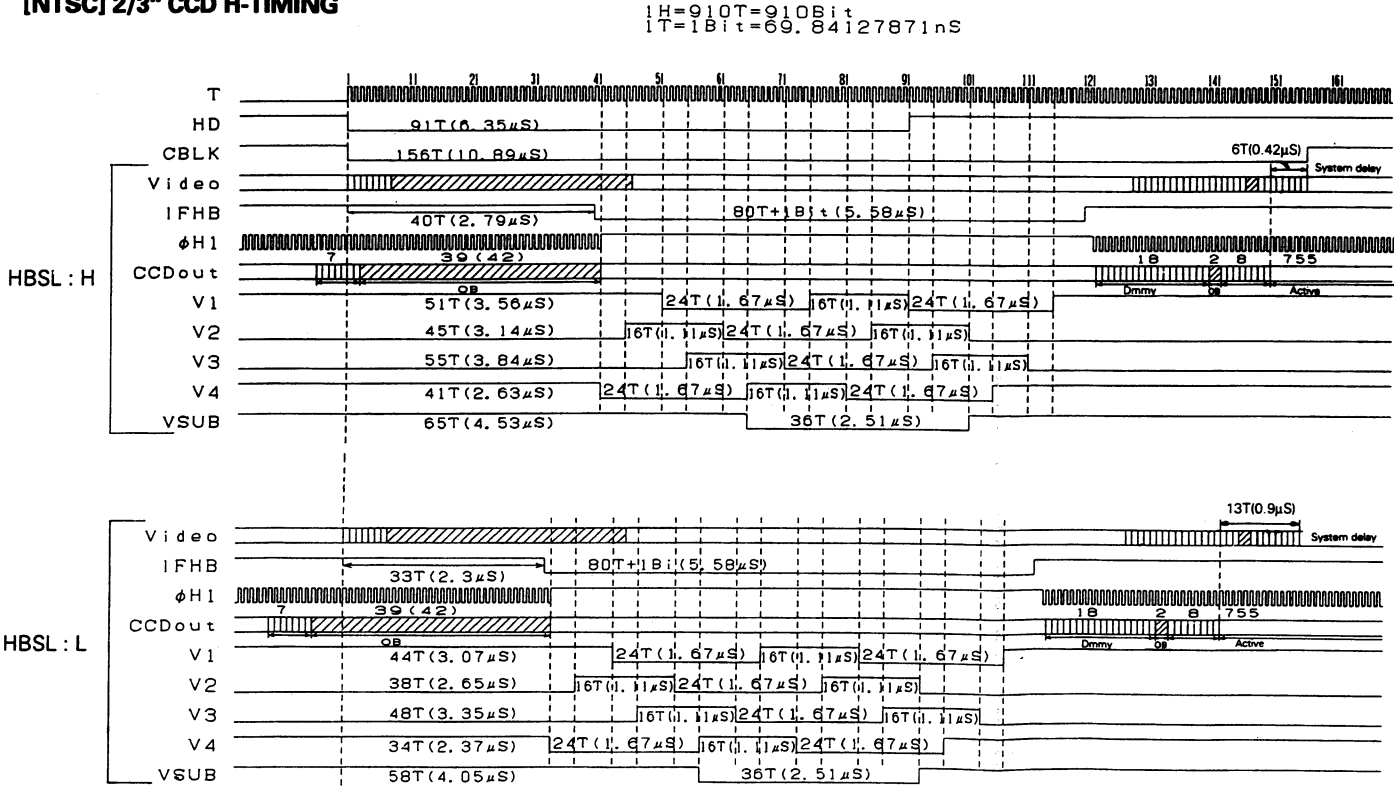 [NTSC] 2/3" CCD H-TIMING
1H=910T=910Bit
1T=1Bit=69.84127871nS
1 11 21 31 41 51 61 71 81 91 101 111 121 131 141 151 161
T
HD 91T(6.35μS)
CBLK 156T(10.89μS) 6T(0.42μS)
Video System delay
1FHB 40T(2.79μS) 80T+1Bit(5.58μS)
φH1
7 39(42) 18 2 8 755
HBSL : H
CCDout OB Dmmy OB Active
V1 51T(3.56μS) 24T(1.67μS) 16T(1.11μS) 24T(1.67μS)
V2 45T(3.14μS) 16T(1.11μS) 24T(1.67μS) 16T(1.11μS)
V3 55T(3.84μS) 16T(1.11μS) 24T(1.67μS) 16T(1.11μS)
V4 41T(2.63μS) 24T(1.67μS) 16T(1.11μS) 24T(1.67μS)
VSUB 65T(4.53μS) 36T(2.51μS)
13T(0.9μS)
Video System delay
1FHB 33T(2.3μS) 80T+1Bi(5.58μS)
φH1
7 39(42) 18 2 8 755
CCDout OB Dmmy OB Active
HBSL : L
V1 44T(3.07μS) 24T(1.67μS) 16T(1.11μS) 24T(1.67μS)
V2 38T(2.65μS) 16T(1.11μS) 24T(1.67μS) 16T(1.11μS)
V3 48T(3.35μS) 16T(1.11μS) 24T(1.67μS) 16T(1.11μS)
V4 34T(2.37μS) 24T(1.67μS) 16T(1.11μS) 24T(1.67μS)
VSUB 58T(4.05μS) 36T(2.51μS)